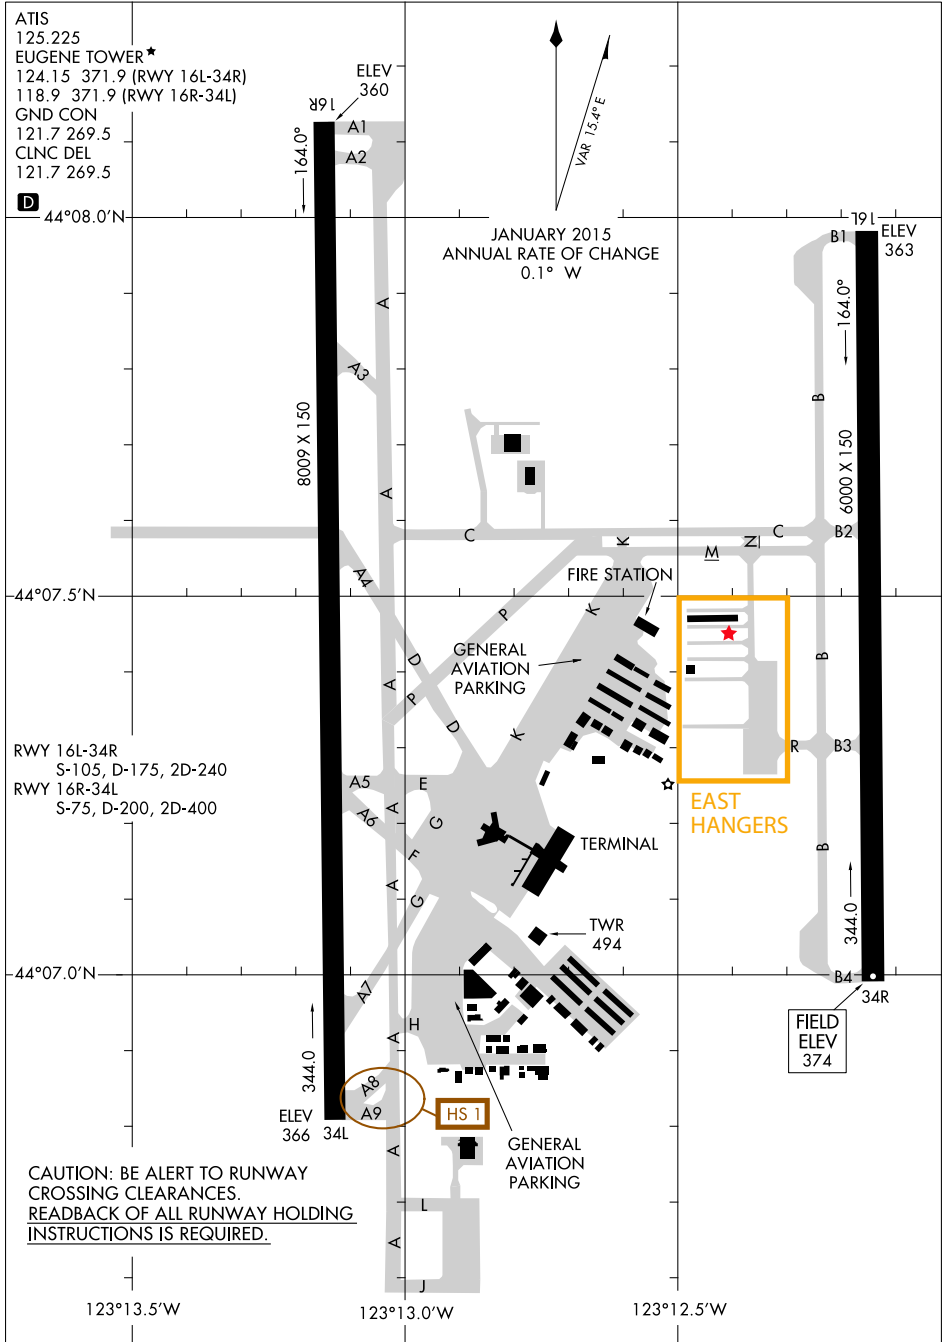 ATIS
125.225
EUGENE TOWER★
124.15 371.9 (RWY 16L-34R)
118.9 371.9 (RWY 16R-34L)
GND CON
121.7 269.5
CLNC DEL
121.7 269.5
D
ELEV
360
16R
A1
A2
164.0°
VAR 15.4° E
44°08.0'N
JANUARY 2015
ANNUAL RATE OF CHANGE
0.1° W
16L
B1
ELEV
363
164.0°
A
A3
B
8009 X 150
6000 X 150
A
C
K
C
B2
N
M
A4
FIRE STATION
44°07.5'N
K
P
GENERAL
AVIATION
PARKING
D
B
A
P
D
K
RWY 16L-34R
S-105, D-175, 2D-240
RWY 16R-34L
S-75, D-200, 2D-400
R
B3
A5
E
A
A6
G
EAST
HANGERS
F
TERMINAL
B
A
G
344.0
TWR
494
44°07.0'N
B4
A7
34R
FIELD
ELEV
374
H
A
344.0
A8
A9
HS 1
ELEV
366
34L
A
GENERAL
AVIATION
PARKING
CAUTION: BE ALERT TO RUNWAY
CROSSING CLEARANCES.
READBACK OF ALL RUNWAY HOLDING
INSTRUCTIONS IS REQUIRED.
L
A
J
123°13.5'W
123°13.0'W
123°12.5'W